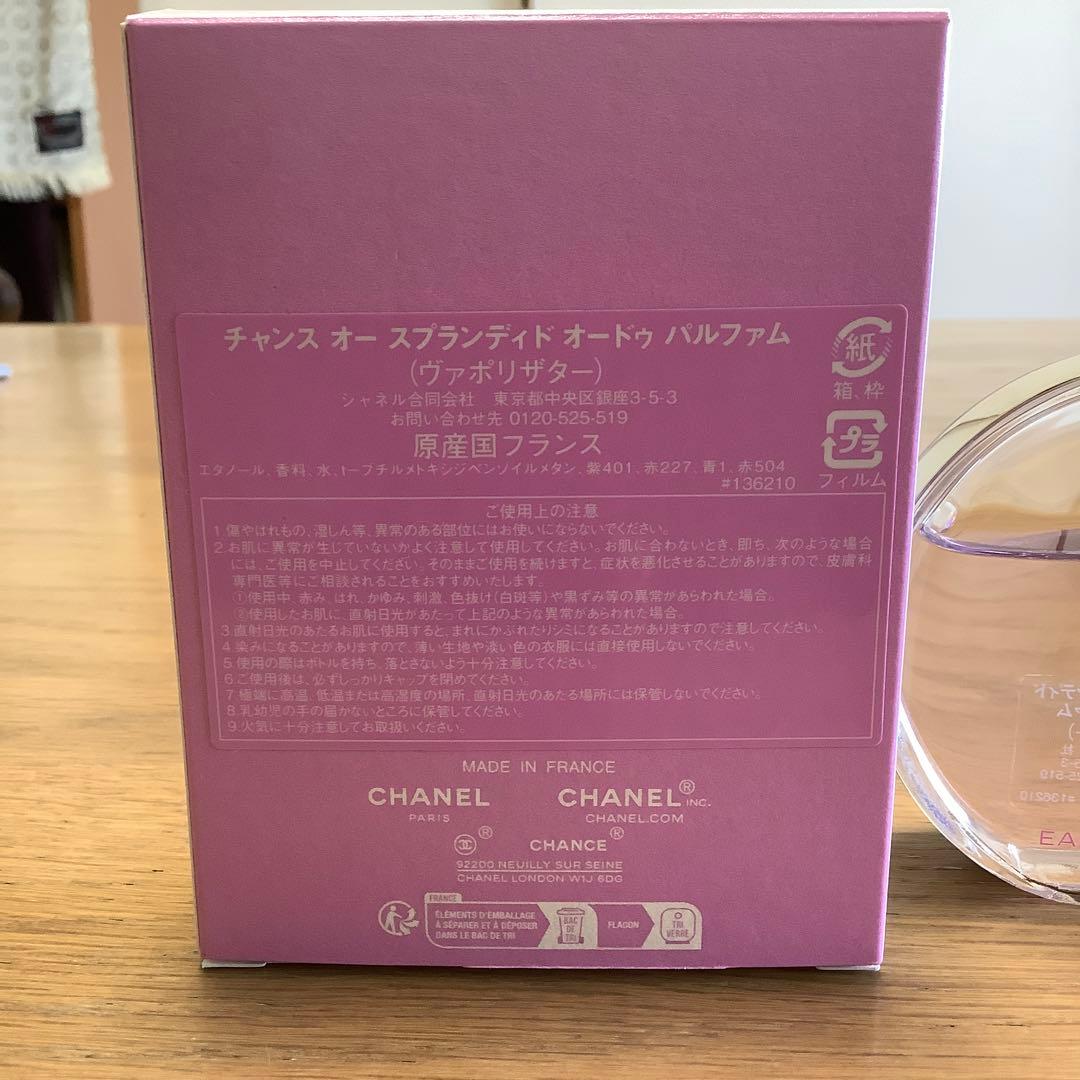 チャンス オー スプランディド オードゥ パルファム
(ヴァポリザター)
シャネル合同会社 東京都中央区銀座3-5-3
お問い合わせ先 0120-525-519
原産国フランス
エタノール、香料、水、t-ブチルメトキシジベンゾイルメタン、紫401、赤227、青1、赤504
#136210
紙
箱、枠
プラ
フィルム
ご使用上の注意
1.傷やはれもの、湿しん等、異常のある部位にはお使いにならないでください。
2.お肌に異常が生じていないかよく注意して使用してください。お肌に合わないとき、即ち、次のような場合
には、ご使用を中止してください。そのままご使用を続けますと、症状を悪化させることがありますので、皮膚科
専門医等にご相談されることをおすすめいたします。
①使用中、赤み、はれ、かゆみ、刺激、色抜け(白斑等)や黒ずみ等の異常があらわれた場合。
②使用したお肌に、直射日光があたって上記のような異常があらわれた場合。
3.直射日光のあたるお肌に使用すると、まれにかぶれたりシミになることがありますので注意してください。
4.染みになることがありますので、薄い生地や淡い色の衣服には直接使用しないでください。
5.使用の際はボトルを持ち、落とさないよう十分注意してください。
6.ご使用後は、必ずしっかりキャップを閉めてください。
7.極端に高温、低温または高湿度の場所、直射日光のあたる場所には保管しないでください。
8.乳幼児の手の届かないところに保管してください。
9.火気に十分注意してお取扱いください。
MADE IN FRANCE
CHANEL CHANEL® INC.
PARIS CHANEL.COM
® CHANCE®
92200 NEUILLY SUR SEINE
CHANEL LONDON W1J 6DG
FRANCE
ÉLÉMENTS D'EMBALLAGE
À SÉPARER ET À DÉPOSER
DANS LE BAC DE TRI
BAC
DE
TRI
FLACON
TRI
VERRE
#136210
EA